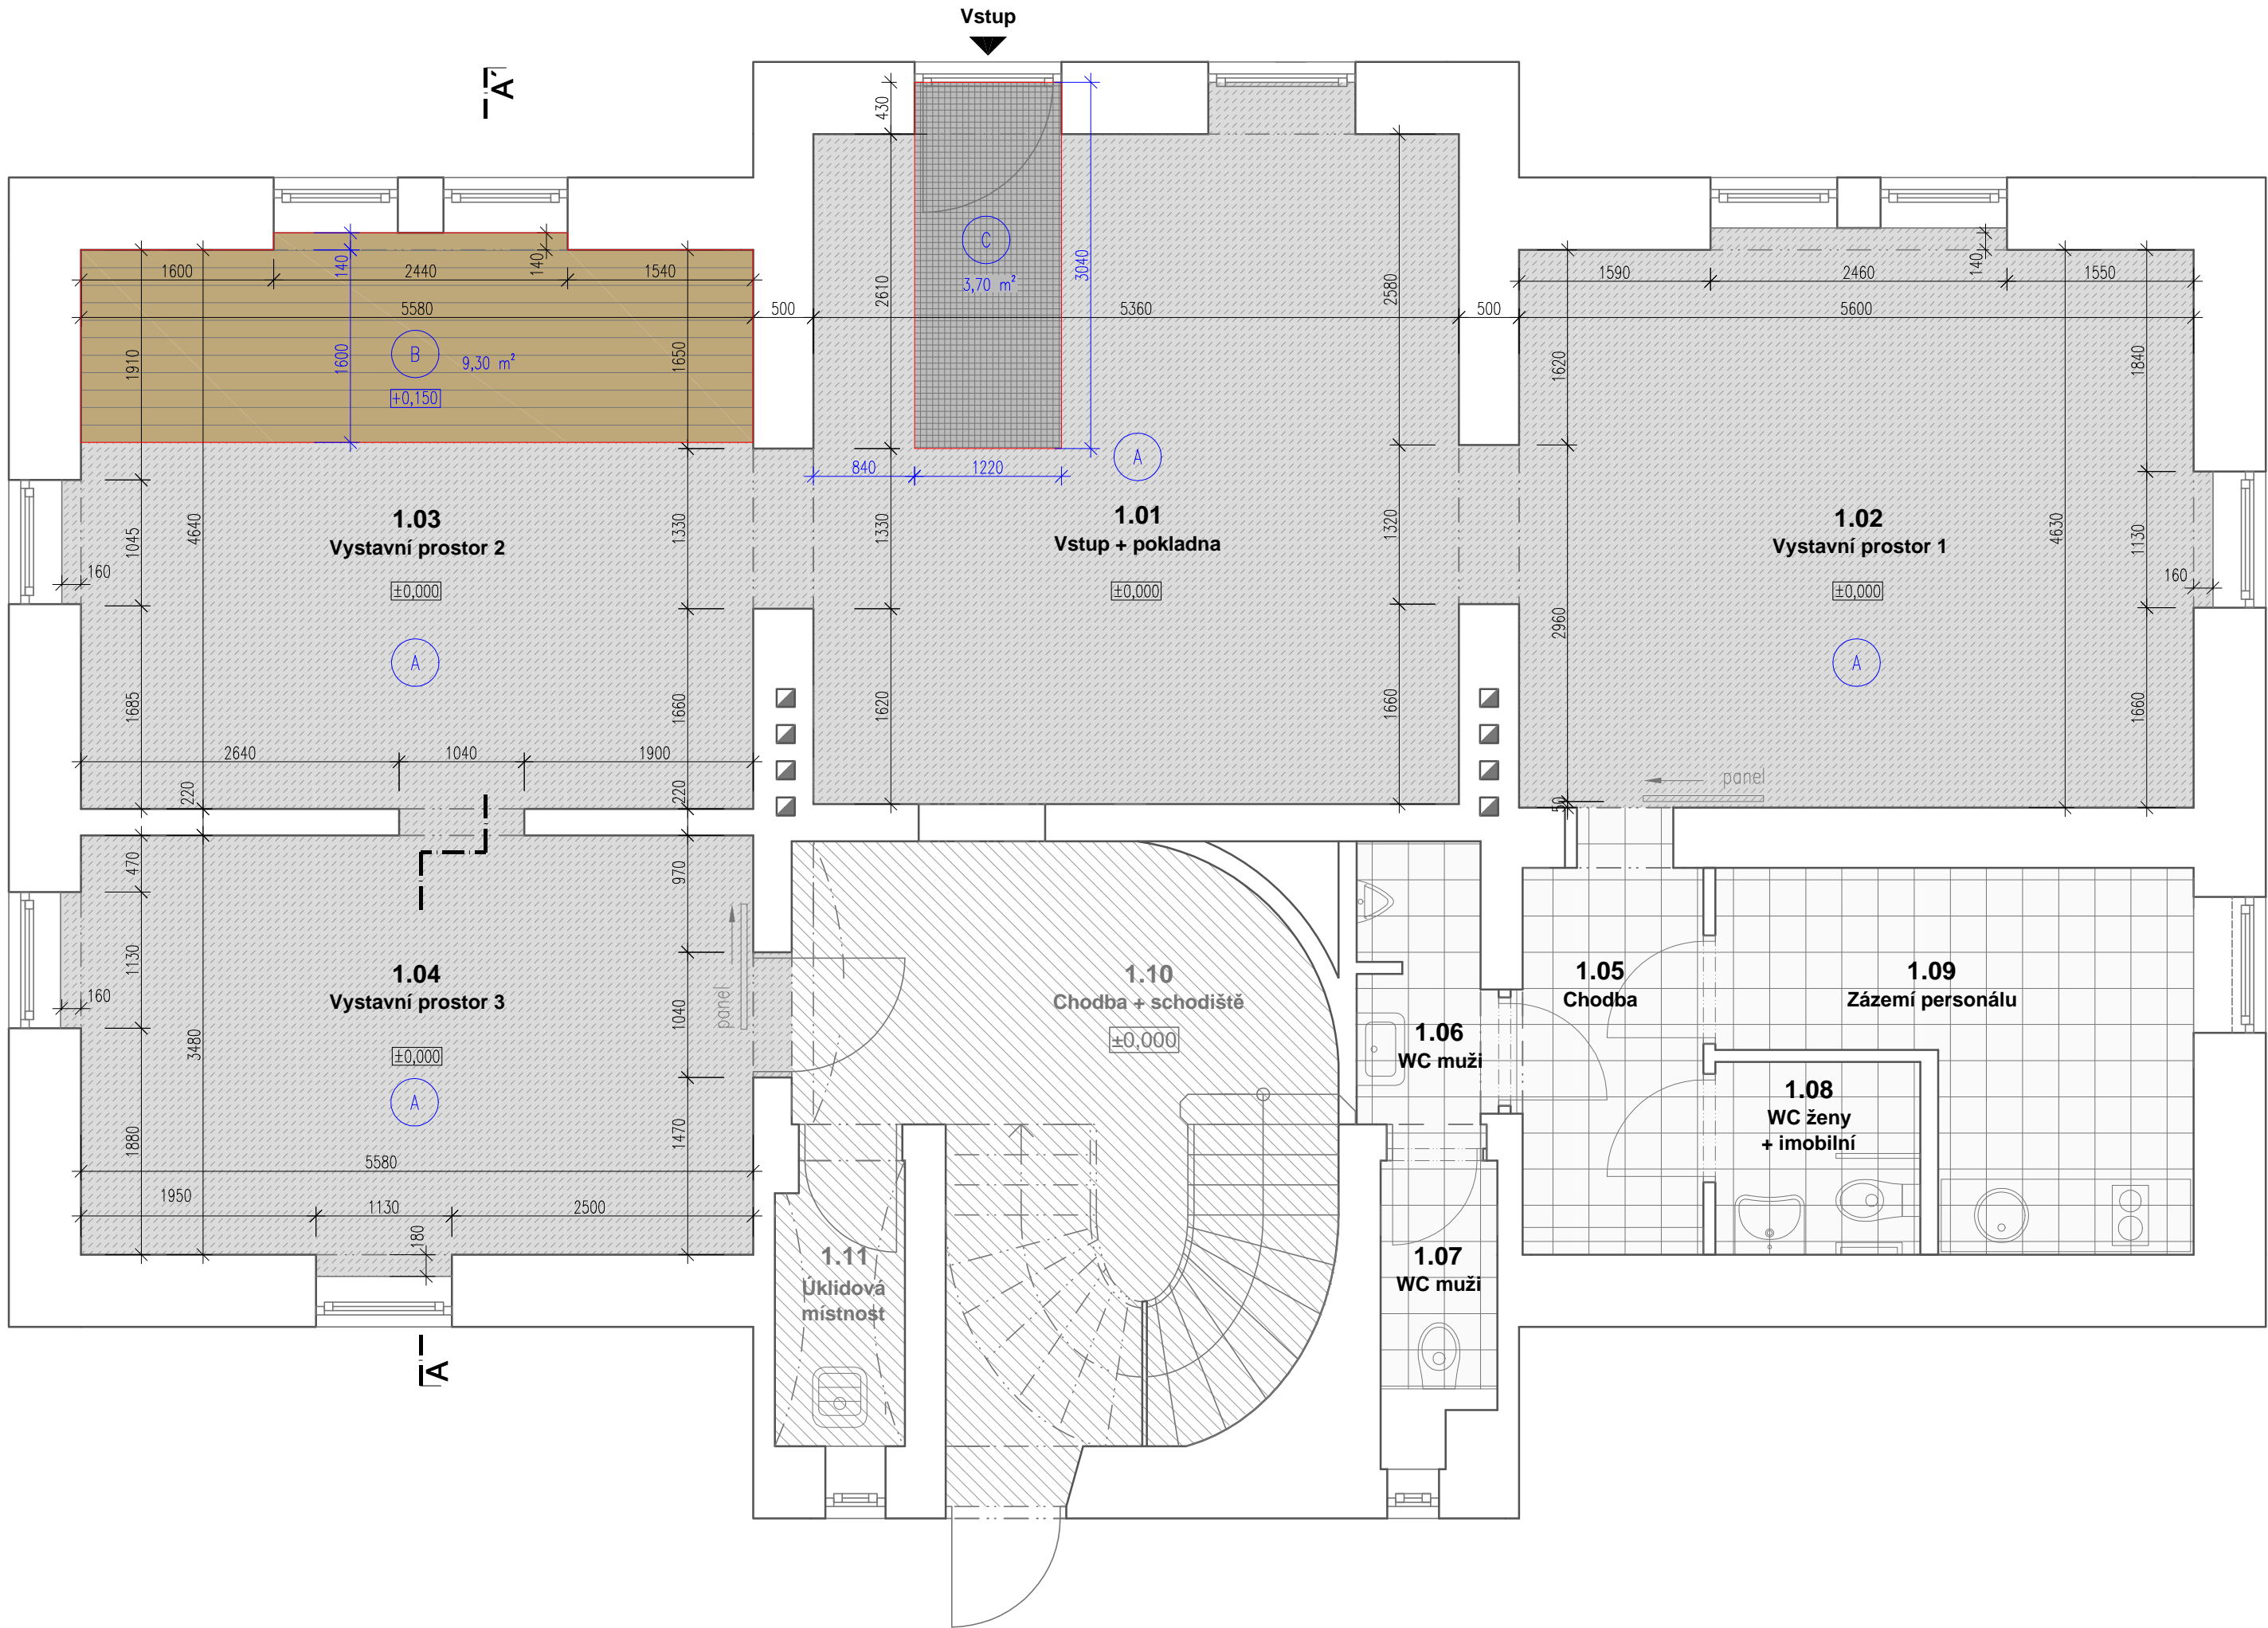 Vstup
A´
430
140
1600
2440
140
1540
5580
500
2610
C
3,70 m²
3040
5360
2580
500
1590
2460
140
1550
5600
1910
B
9,30 m²
1600
1650
+0,150
1620
1840
840
1220
A
1045
4640
1.03
Vystavní prostor 2
1330
1330
1.01
Vstup + pokladna
1320
1.02
Vystavní prostor 1
4630
1130
160
±0,000
±0,000
±0,000
160
2960
A
A
1685
1660
1620
1660
1660
2640
1040
1900
220
220
panel
50
470
970
1130
160
1.04
Vystavní prostor 3
±0,000
A
3480
1040
panel
1.10
Chodba + schodiště
±0,000
1.05
Chodba
1.09
Zázemí personálu
1.06
WC muži
1.08
WC ženy
+ imobilní
1880
1470
5580
1950
1130
2500
180
1.11
Úklidová
místnost
1.07
WC muži
A